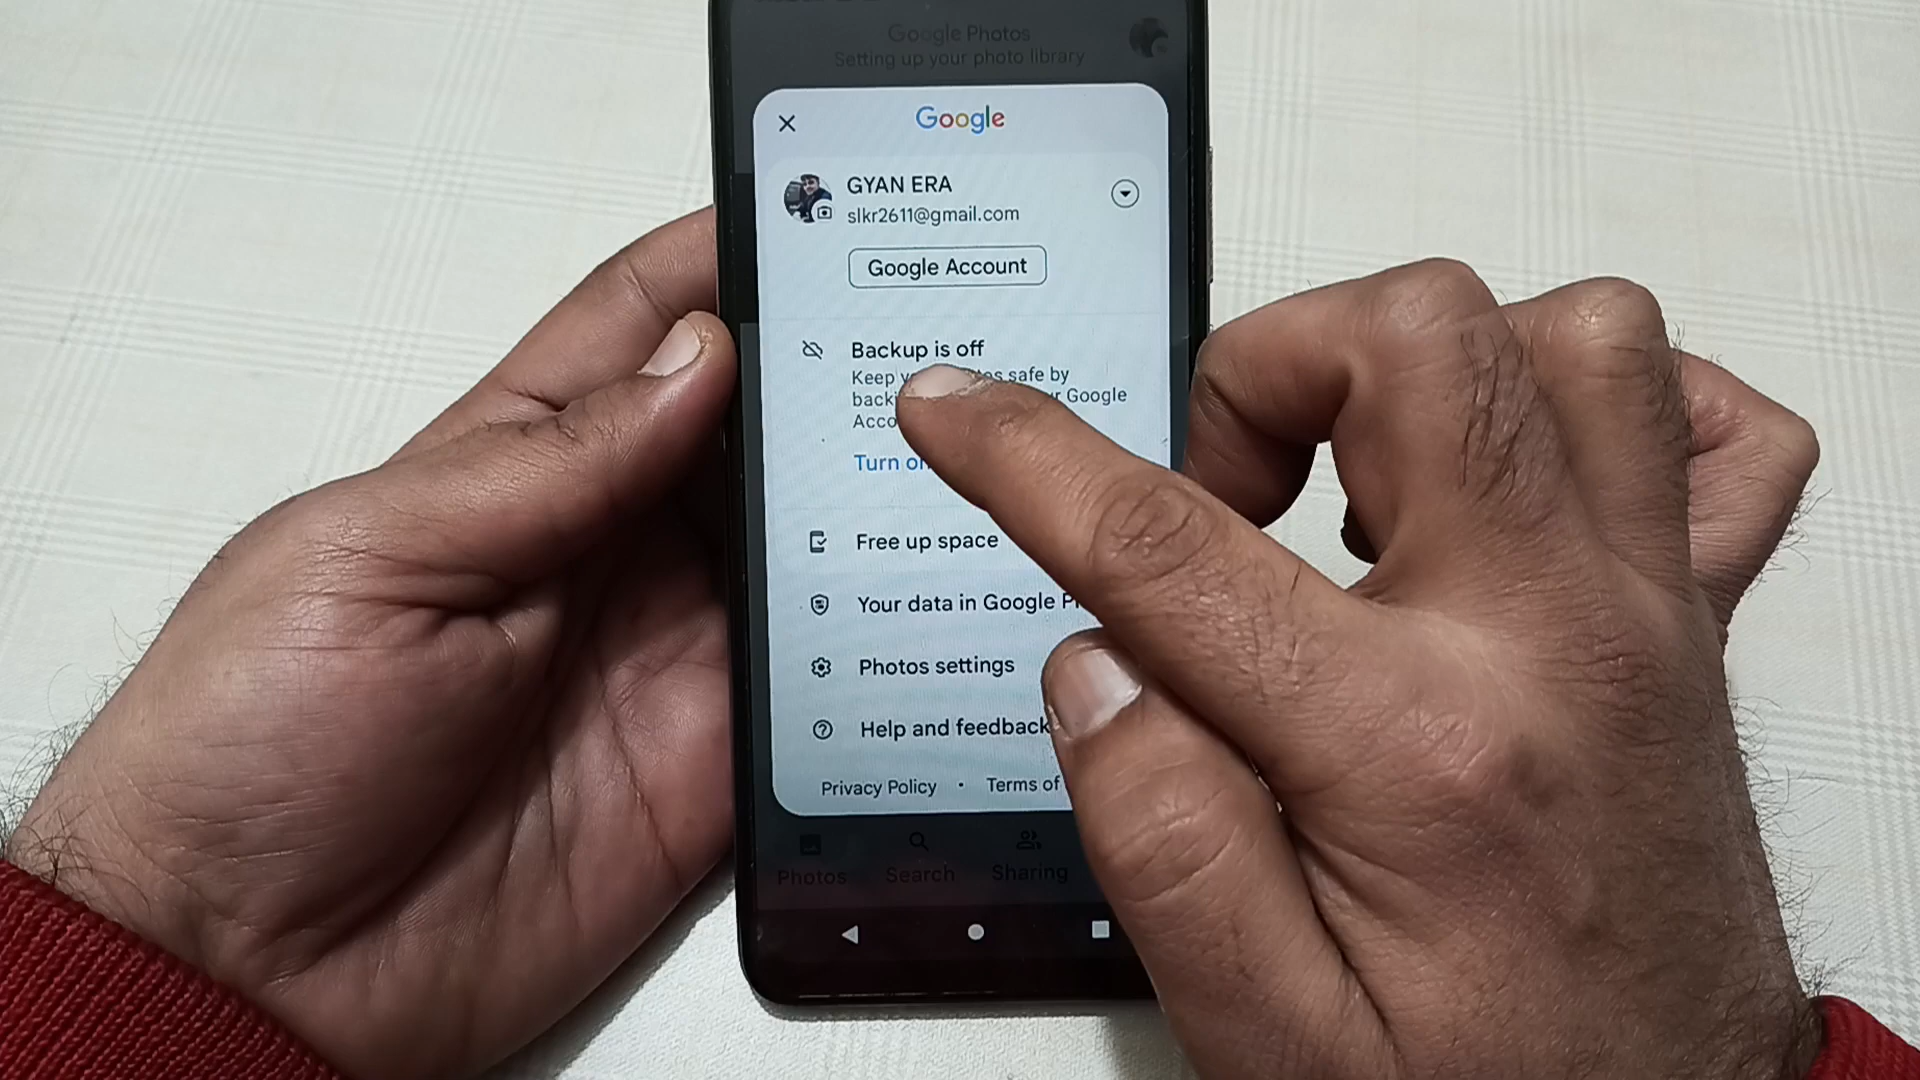 Google Photos
Setting up your photo library
Google
GYAN ERA
slkr2611@gmail.com
Google Account
Backup is off
Keep safe by
Google
Turn
Free up space
Your data in Google
Photos settings
Help and feedback
Privacy Policy • Terms of
Photos Search Sharing